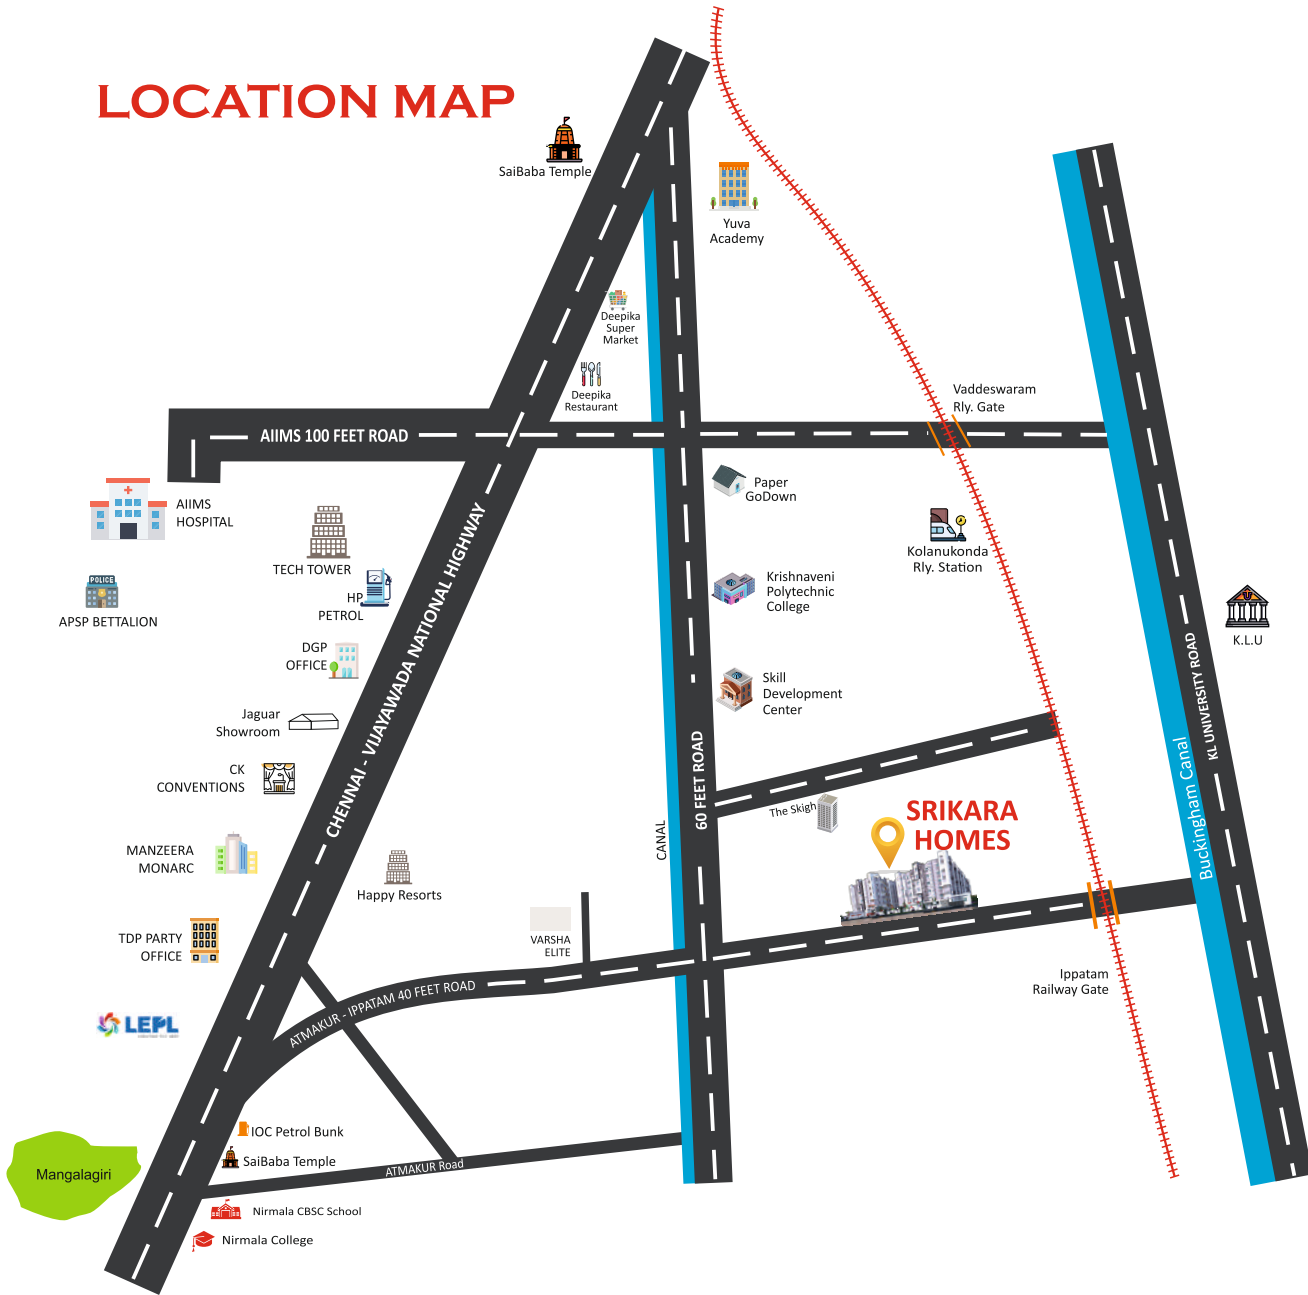 LOCATION MAP
SaiBaba Temple
Yuva
Academy
Deepika
Super
Market
Deepika
Restaurant
Vaddeswaram
Rly. Gate
AIIMS 100 FEET ROAD
AIIMS
HOSPITAL
Paper
GoDown
TECH TOWER
Kolanukonda
Rly. Station
POLICE
APSP BETTALION
HP
PETROL
Krishnaveni
Polytechnic
College
K.L.U
DGP
OFFICE
CHENNAI - VIJAYAWADA NATIONAL HIGHWAY
Skill
Development
Center
KL UNIVERSITY ROAD
Jaguar
Showroom
CK
CONVENTIONS
60 FEET ROAD
CANAL
Buckingham Canal
The Skigh
SRIKARA
HOMES
MANZEERA
MONARC
Happy Resorts
TDP PARTY
OFFICE
VARSHA
ELITE
ATMAKUR - IPPATAM 40 FEET ROAD
Ippatam
Railway Gate
LEPL
IOC Petrol Bunk
SaiBaba Temple
ATMAKUR Road
Mangalagiri
Nirmala CBSC School
Nirmala College